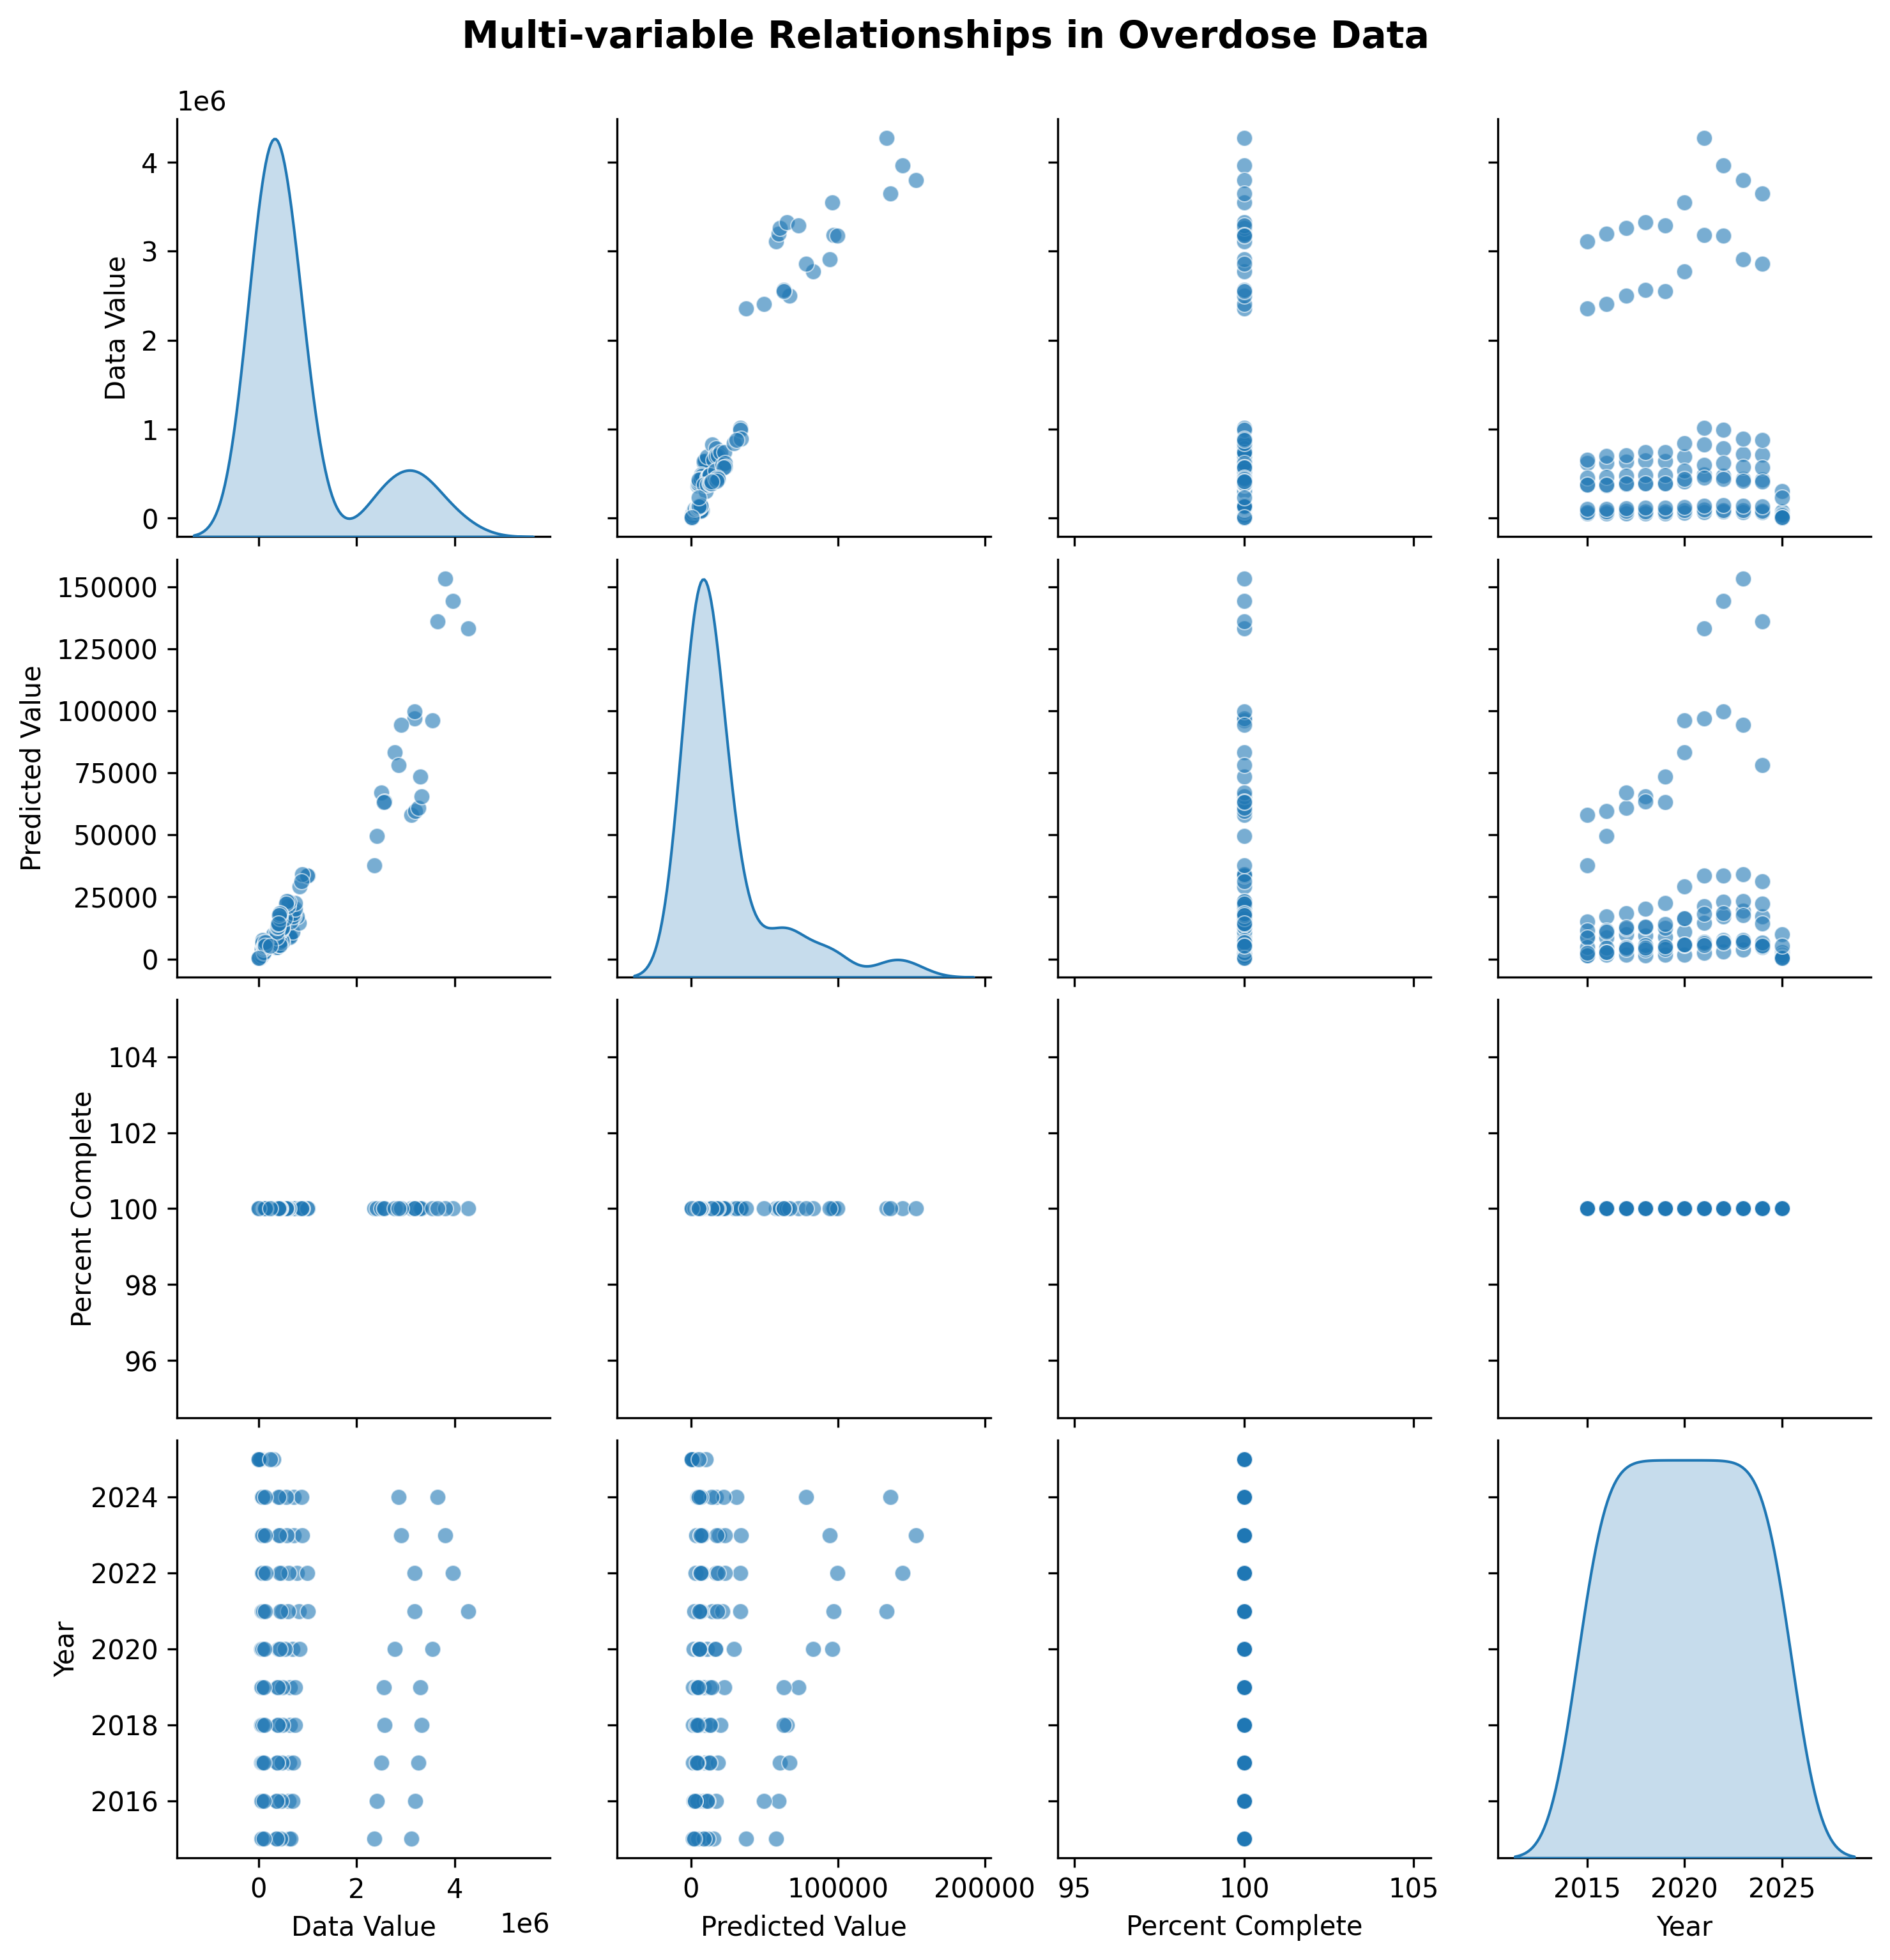 Multi-variable Relationships in Overdose Data
1e6
4
3
2
1
0
Data Value
150000
125000
100000
75000
50000
25000
0
Predicted Value
104
102
100
98
96
Percent Complete
2024
2022
2020
2018
2016
Year
0 2 4
1e6
Data Value
0 100000 200000
Predicted Value
95 100 105
Percent Complete
2015 2020 2025
Year